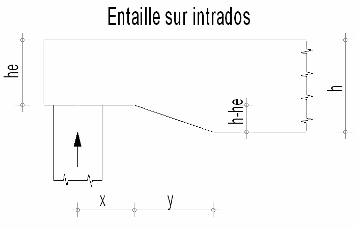 Entaille sur intrados
he
h-he
h
x
y